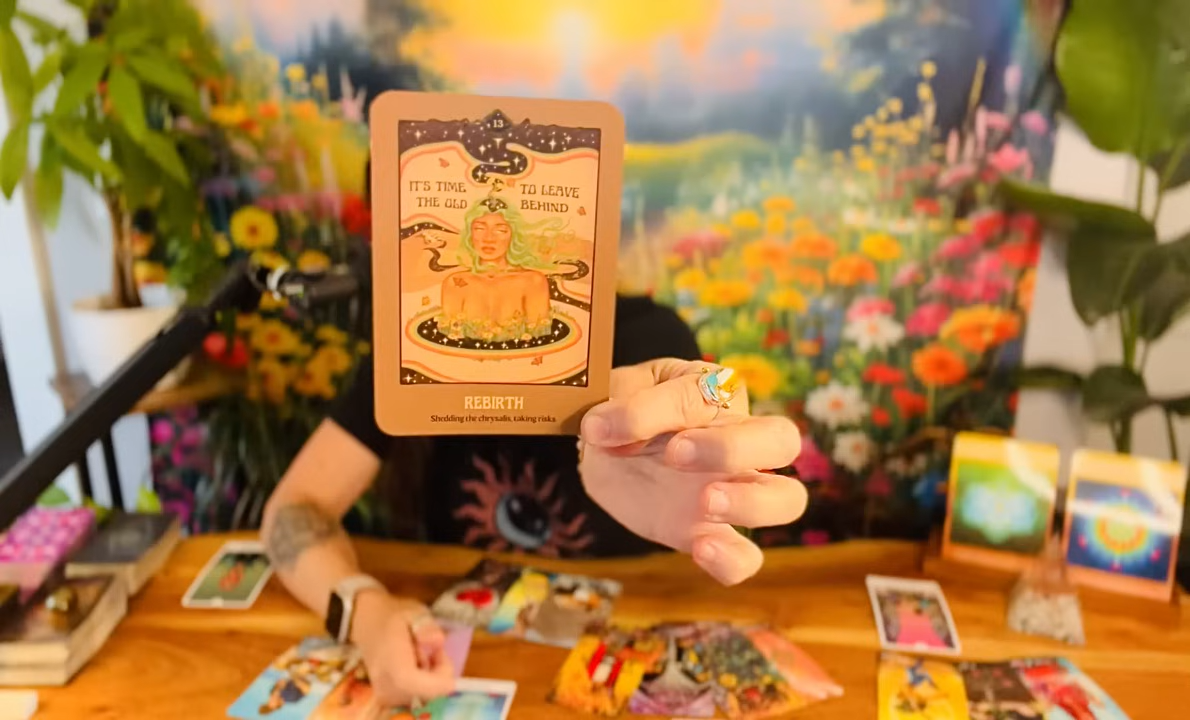 13
IT'S TIME TO LEAVE
THE OLD BEHIND
REBIRTH
Shedding the chrysalis, taking risks